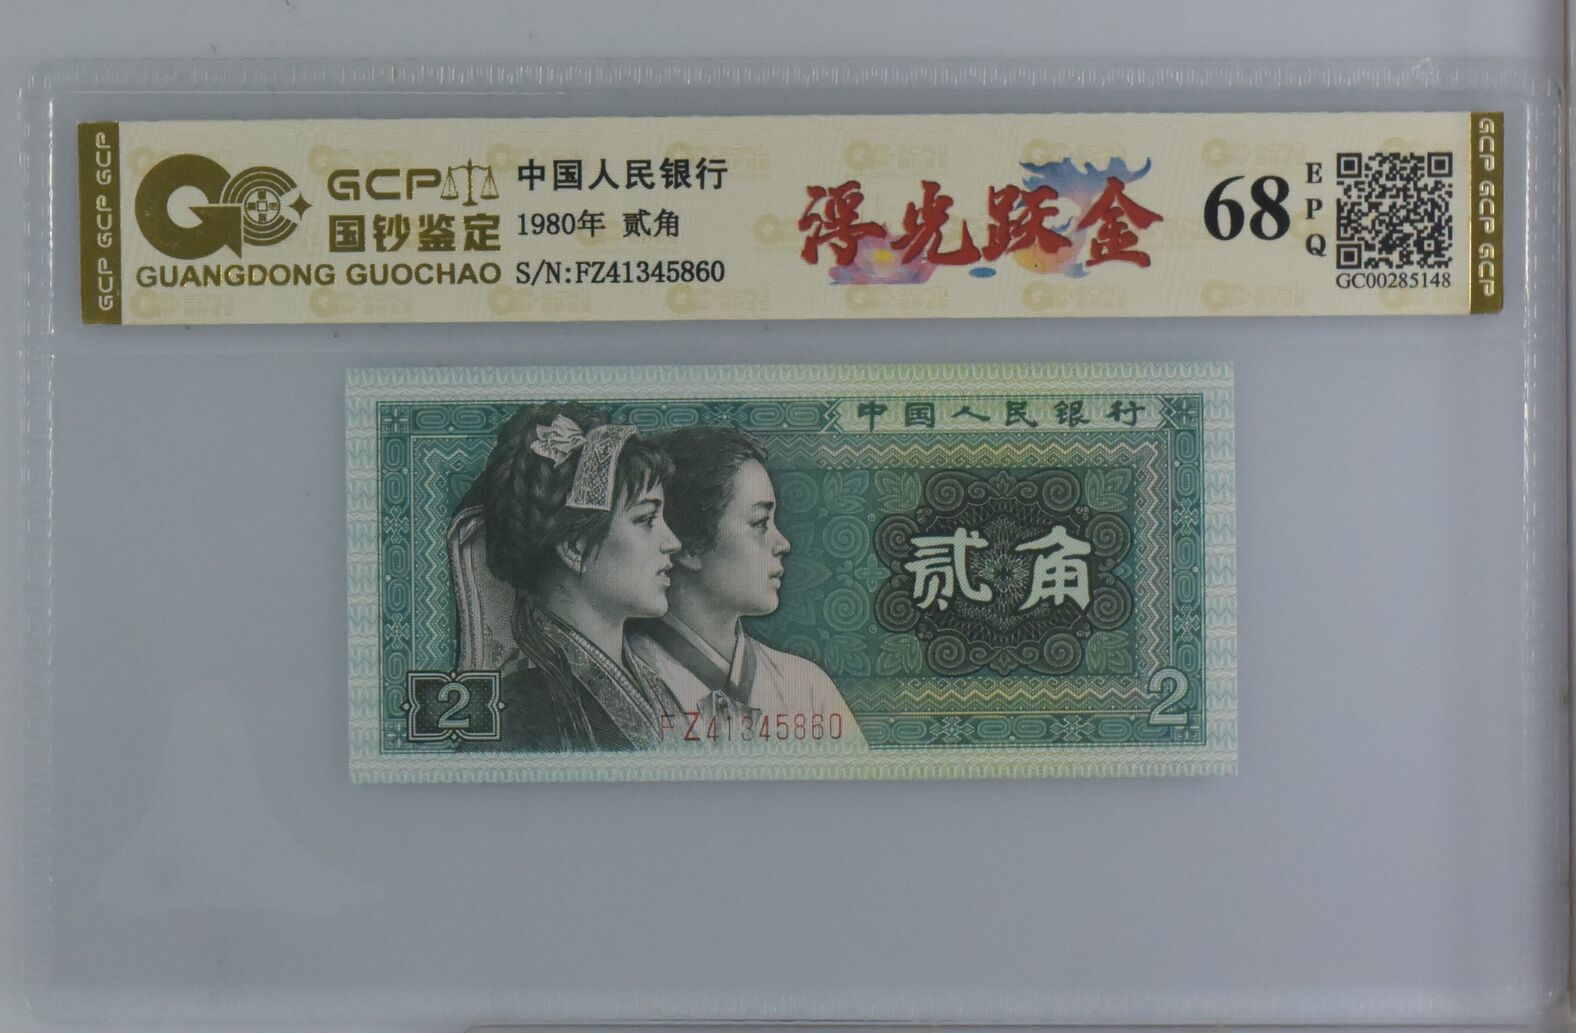 GCP GCP GCP
GCP
国钞鉴定
GUANGDONG GUOCHAO
中国人民银行
1980年 贰角
S/N:FZ41345860
浮光跃金
68
EPQ
GC00285148
GCP GCP GCP
中国人民银行
贰角
2
2
FZ41345860